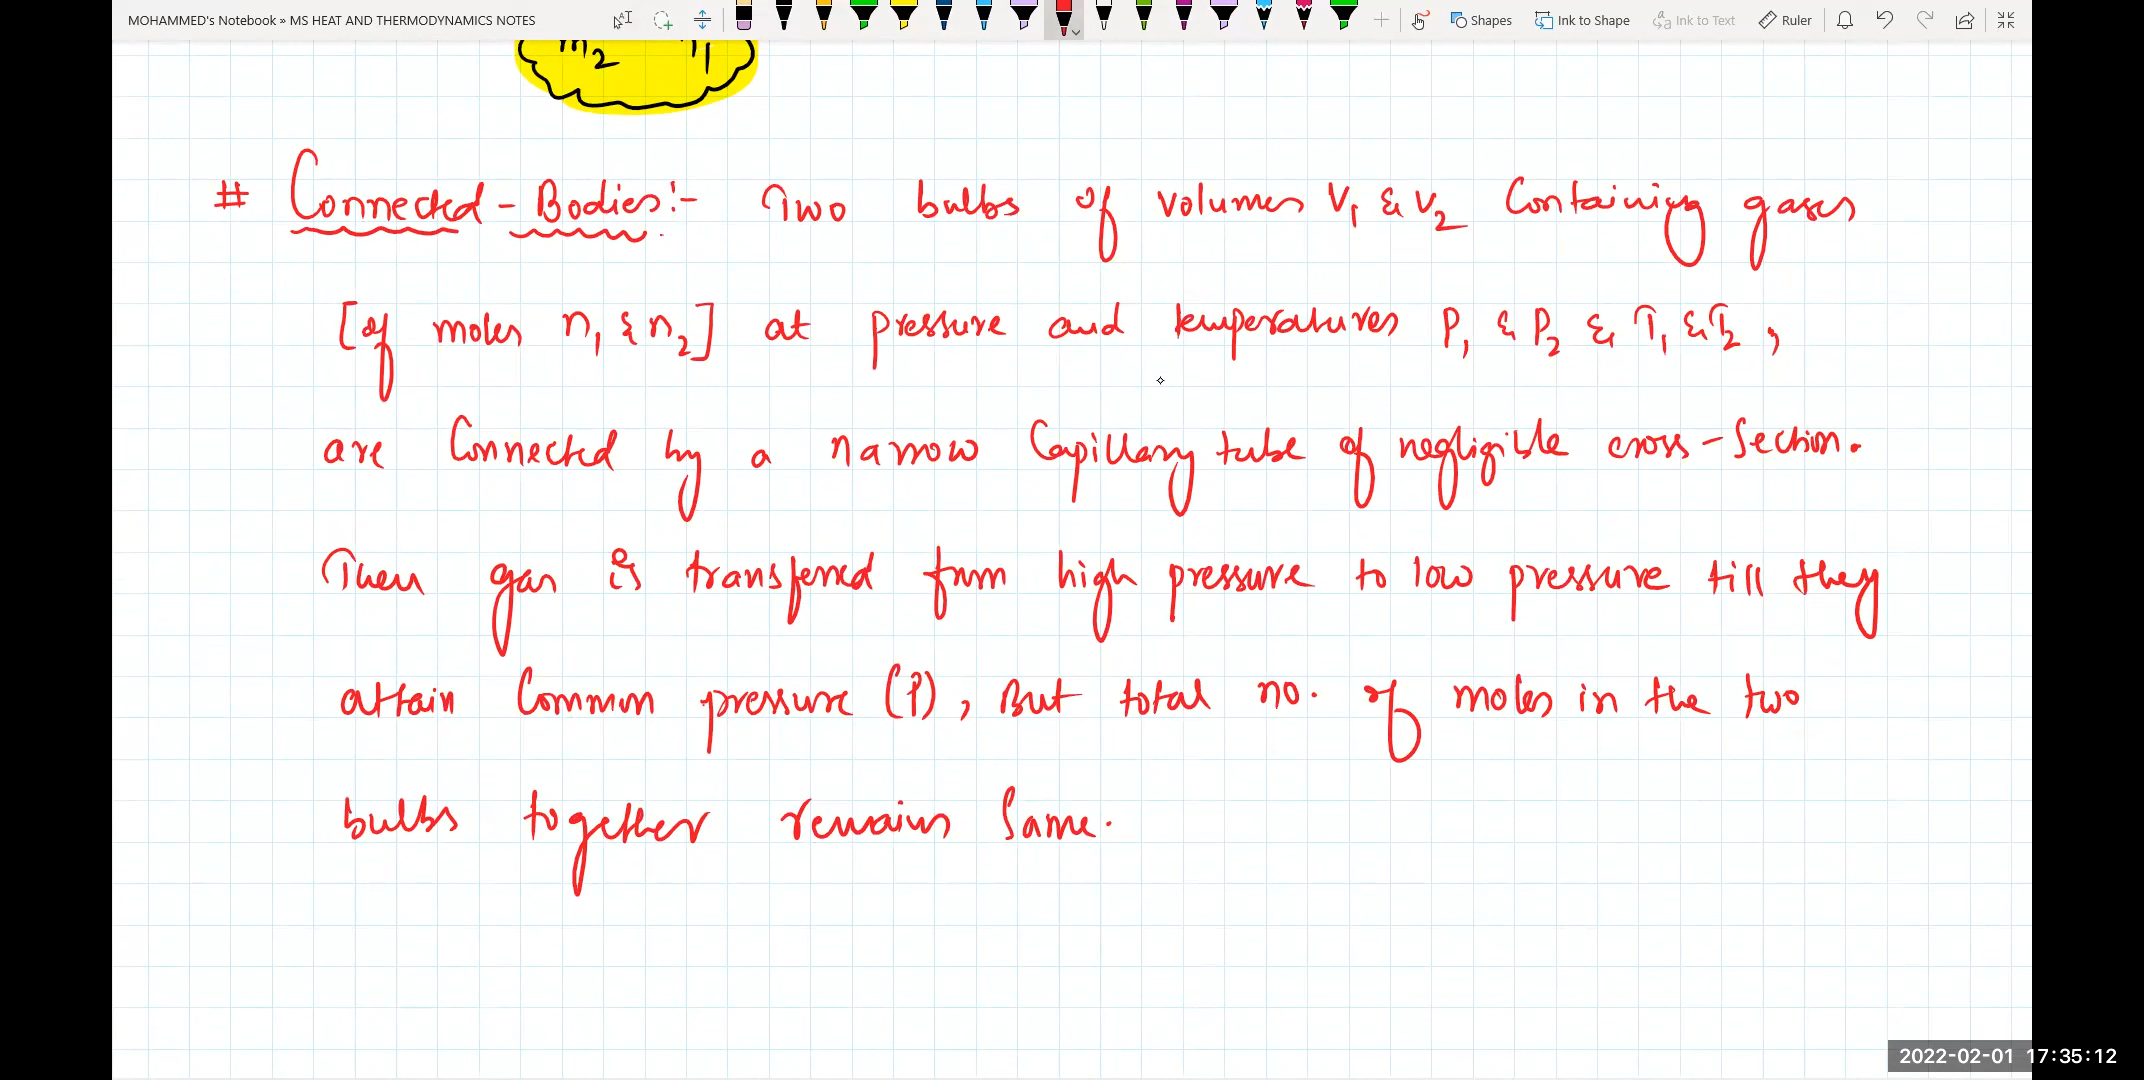 MOHAMMED's Notebook » MS HEAT AND THERMODYNAMICS NOTES Shapes Ink to Shape Ink to Text Ruler
m2 T1
# Connected - Bodies:- Two bulbs of volumes V1 & V2 Containing gases
[of moles n1 & n2] at pressure and temperatures P1 & P2 & T1 & T2,
are Connected by a narrow Capillary tube of negligible cross-Section.
Then gas is transferred from high pressure to low pressure till they
attain Common pressure (P), But total no. of moles in the two
bulbs together remains Same.
2022-02-01 17:35:12